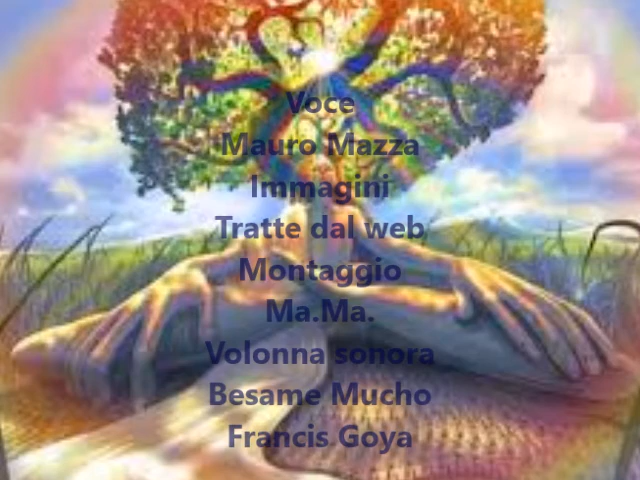 Voce
Mauro Mazza
Immagini
Tratte dal web
Montaggio
Ma.Ma.
Volonna sonora
Besame Mucho
Francis Goya